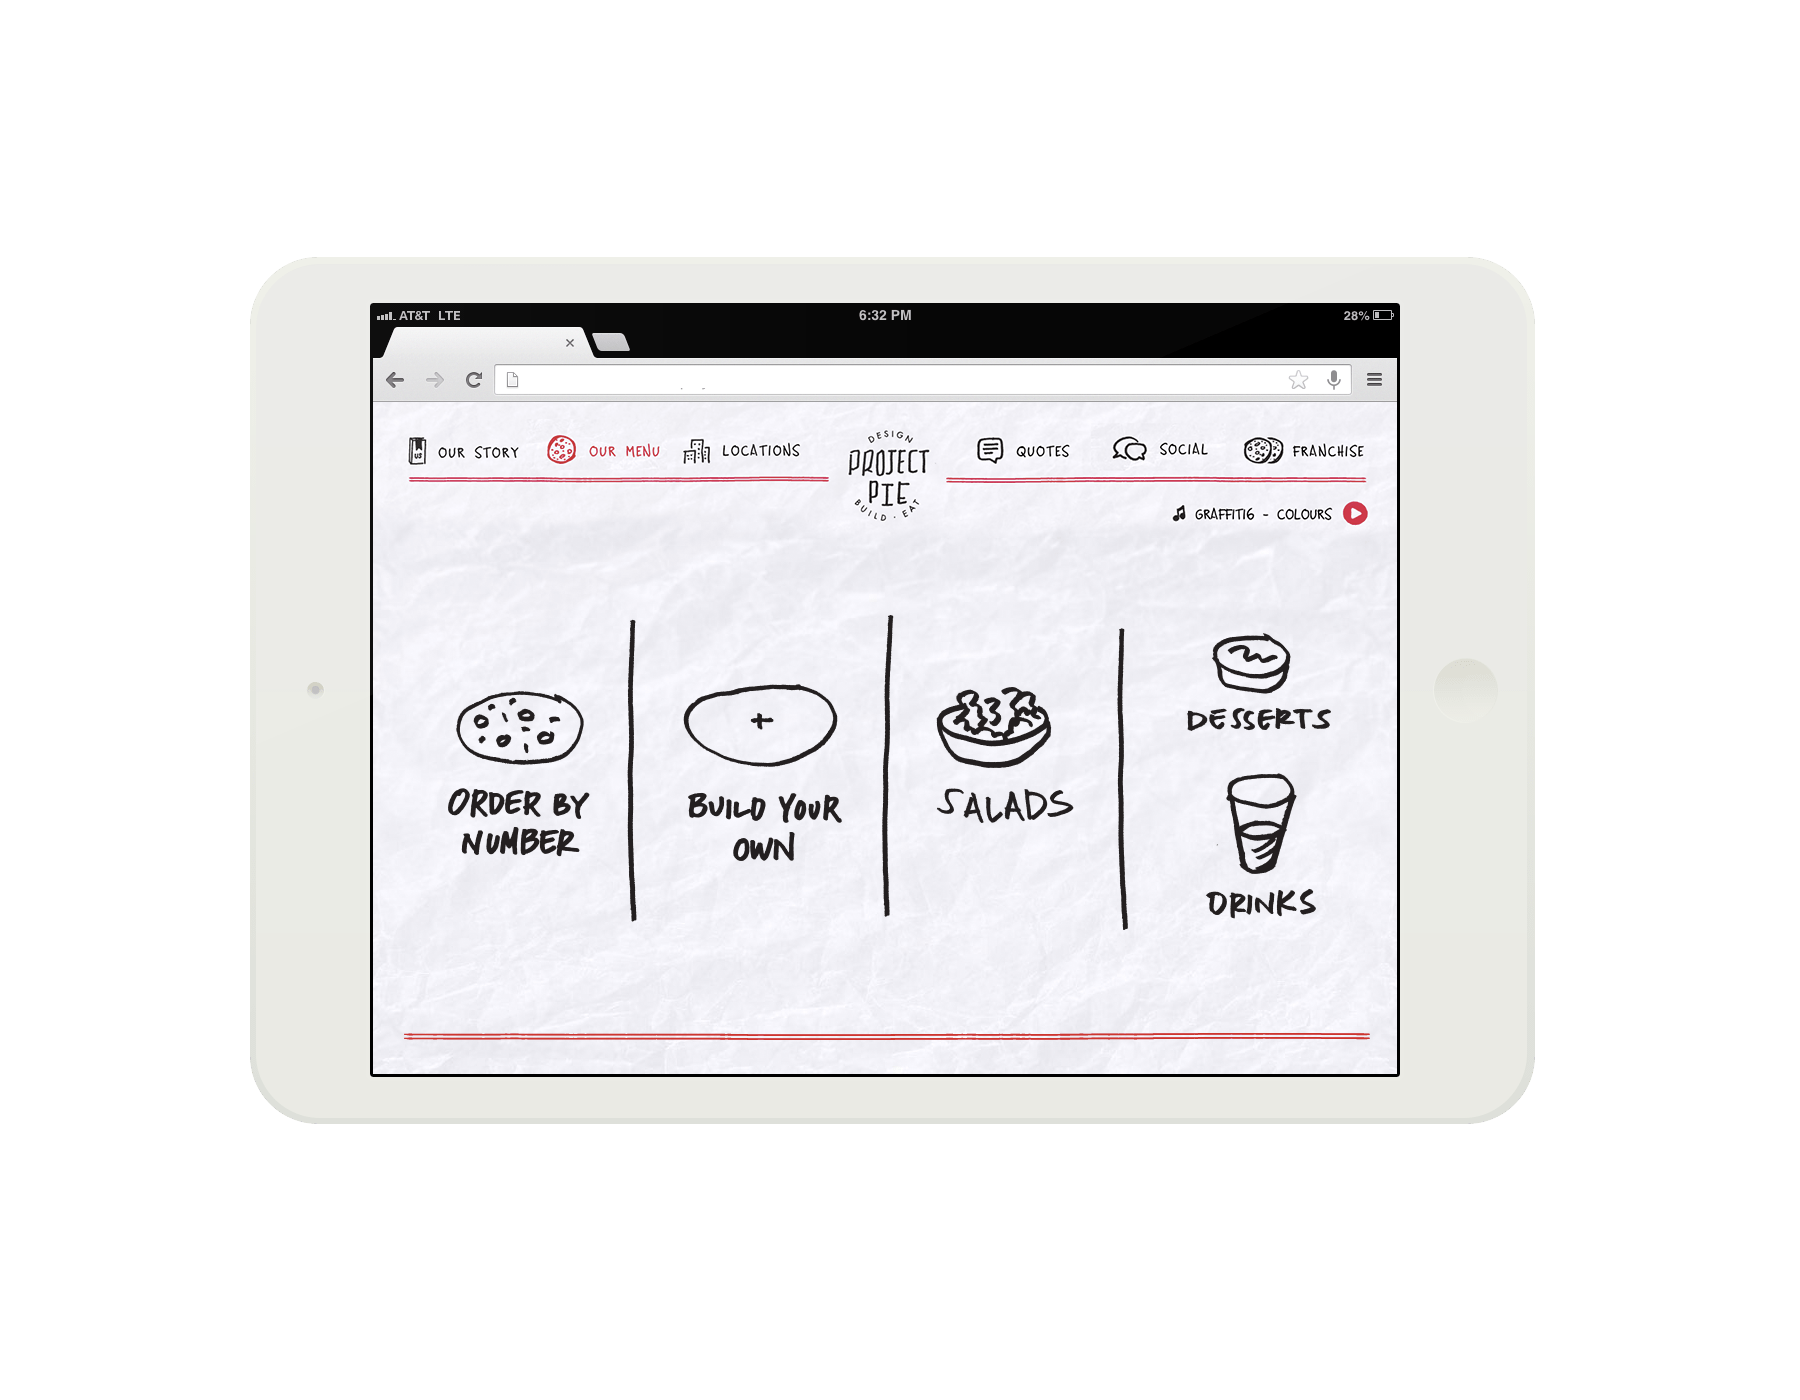 AT&T LTE
6:32 PM
28%
US
OUR STORY
OUR MENU
LOCATIONS
DESIGN
PROJECT
PIE
BUILD · EAT
QUOTES
SOCIAL
FRANCHISE
GRAFFITI6 - COLOURS
ORDER BY
NUMBER
BUILD YOUR
OWN
SALADS
DESSERTS
DRINKS